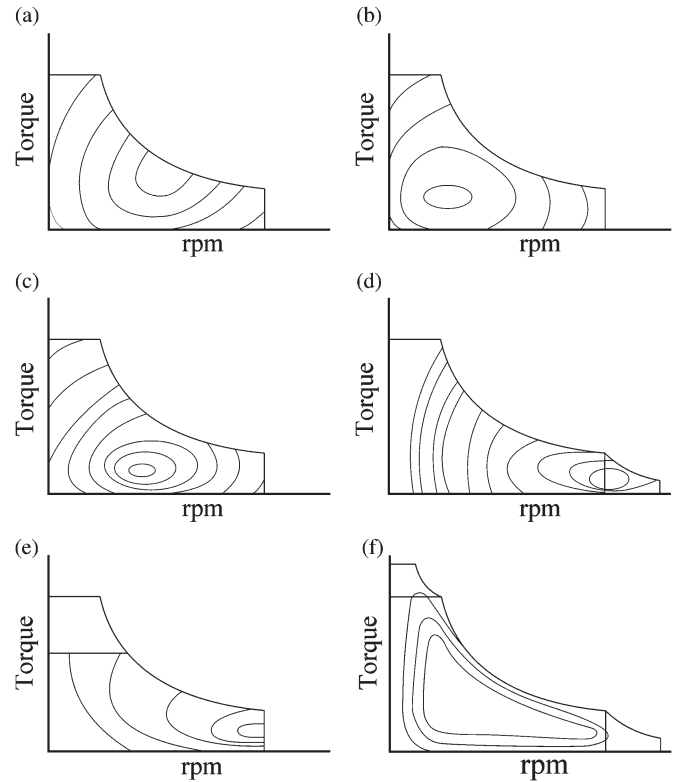 (a)
(b)
Torque
rpm
Torque
rpm
(c)
(d)
Torque
rpm
Torque
rpm
(e)
(f)
Torque
rpm
Torque
rpm